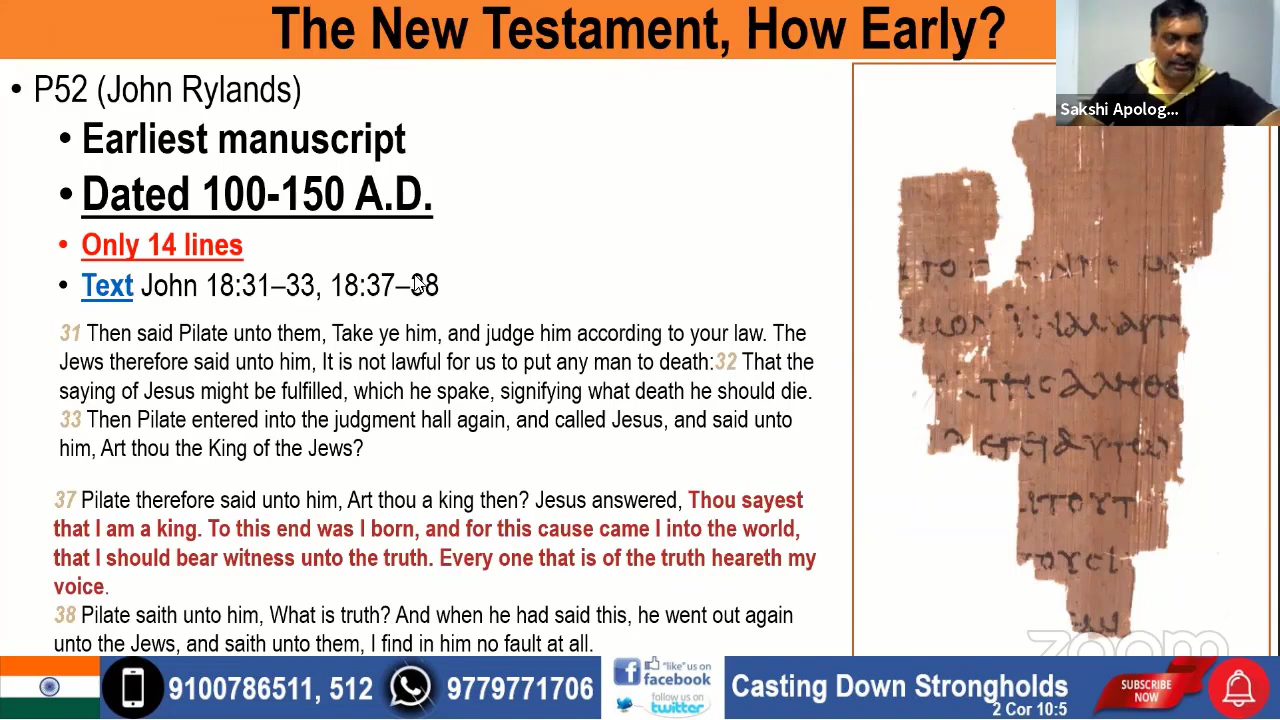 The New Testament, How Early?
• P52 (John Rylands)
• Earliest manuscript
• Dated 100-150 A.D.
• Only 14 lines
• Text John 18:31–33, 18:37–38
31 Then said Pilate unto them, Take ye him, and judge him according to your law. The
Jews therefore said unto him, It is not lawful for us to put any man to death:32 That the
saying of Jesus might be fulfilled, which he spake, signifying what death he should die.
33 Then Pilate entered into the judgment hall again, and called Jesus, and said unto
him, Art thou the King of the Jews?
37 Pilate therefore said unto him, Art thou a king then? Jesus answered, Thou sayest
that I am a king. To this end was I born, and for this cause came I into the world,
that I should bear witness unto the truth. Every one that is of the truth heareth my
voice.
38 Pilate saith unto him, What is truth? And when he had said this, he went out again
unto the Jews, and saith unto them, I find in him no fault at all.
Sakshi Apolog...
zoom
9100786511, 512
9779771706
"like" us on
facebook
follow us on
twitter
Casting Down Strongholds
2 Cor 10:5
SUBSCRIBE
NOW